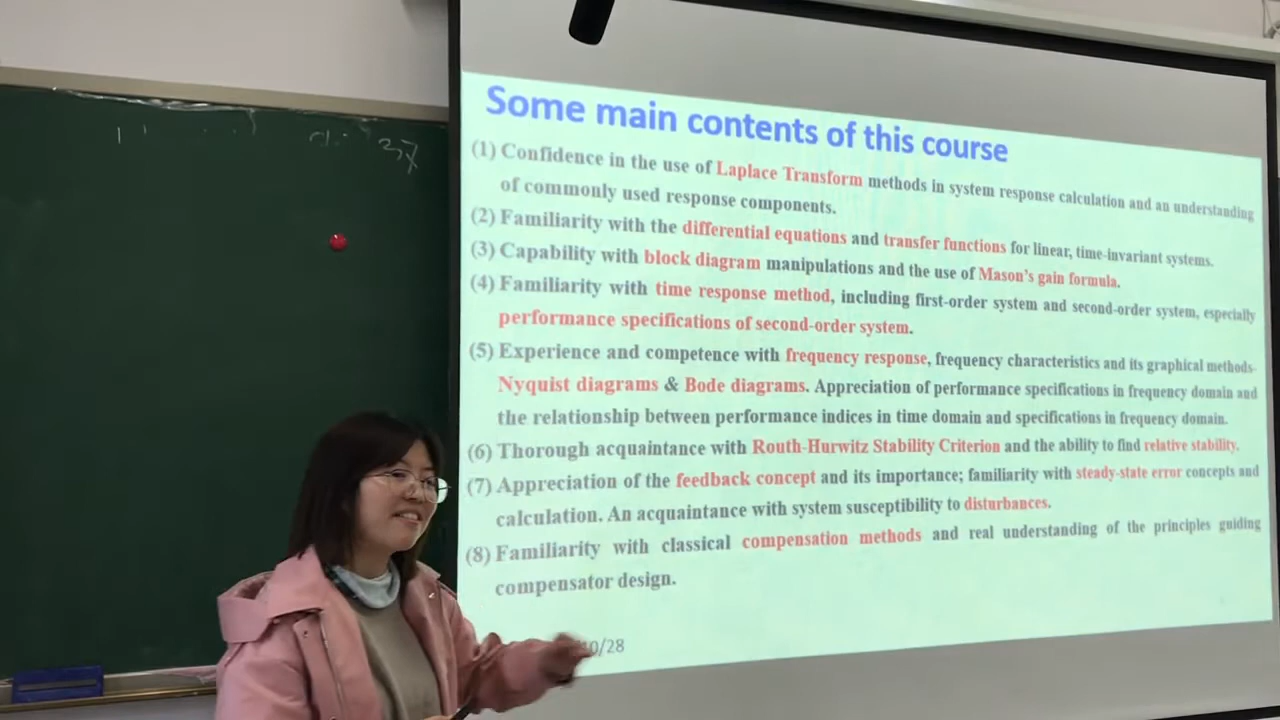 37
Some main contents of this course
(1) Confidence in the use of Laplace Transform methods in system response calculation and an understanding
of commonly used response components.
(2) Familiarity with the differential equations and transfer functions for linear, time-invariant systems.
(3) Capability with block diagram manipulations and the use of Mason's gain formula.
(4) Familiarity with time response method, including first-order system and second-order system, especially
performance specifications of second-order system.
(5) Experience and competence with frequency response, frequency characteristics and its graphical methods-
Nyquist diagrams & Bode diagrams. Appreciation of performance specifications in frequency domain and
the relationship between performance indices in time domain and specifications in frequency domain.
(6) Thorough acquaintance with Routh-Hurwitz Stability Criterion and the ability to find relative stability.
(7) Appreciation of the feedback concept and its importance; familiarity with steady-state error concepts and
calculation. An acquaintance with system susceptibility to disturbances.
(8) Familiarity with classical compensation methods and real understanding of the principles guiding
compensator design.
/28